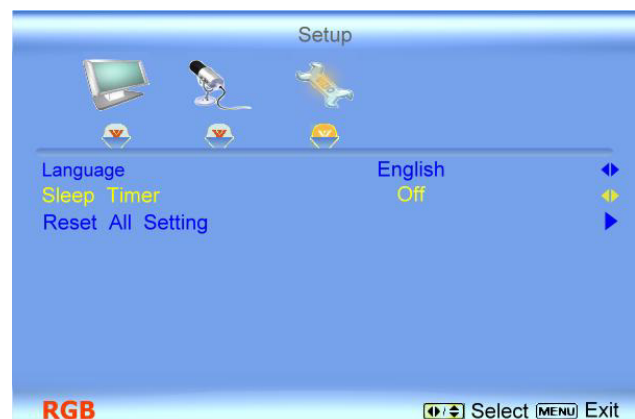 Setup
Language English
Sleep Timer Off
Reset All Setting
RGB Select MENU Exit